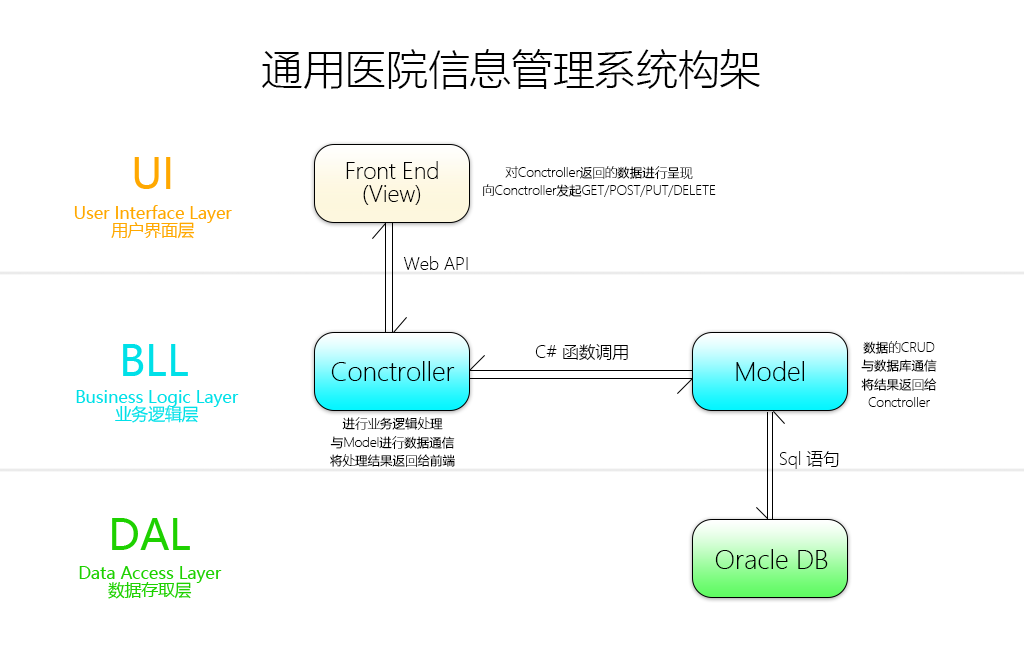 通用医院信息管理系统构架
UI
User Interface Layer
用户界面层
Front End
(View)
对Conctroller返回的数据进行呈现
向Conctroller发起GET/POST/PUT/DELETE
Web API
BLL
Business Logic Layer
业务逻辑层
Conctroller
进行业务逻辑处理
与Model进行数据通信
将处理结果返回给前端
C# 函数调用
Model
数据的CRUD
与数据库通信
将结果返回给
Conctroller
Sql 语句
DAL
Data Access Layer
数据存取层
Oracle DB